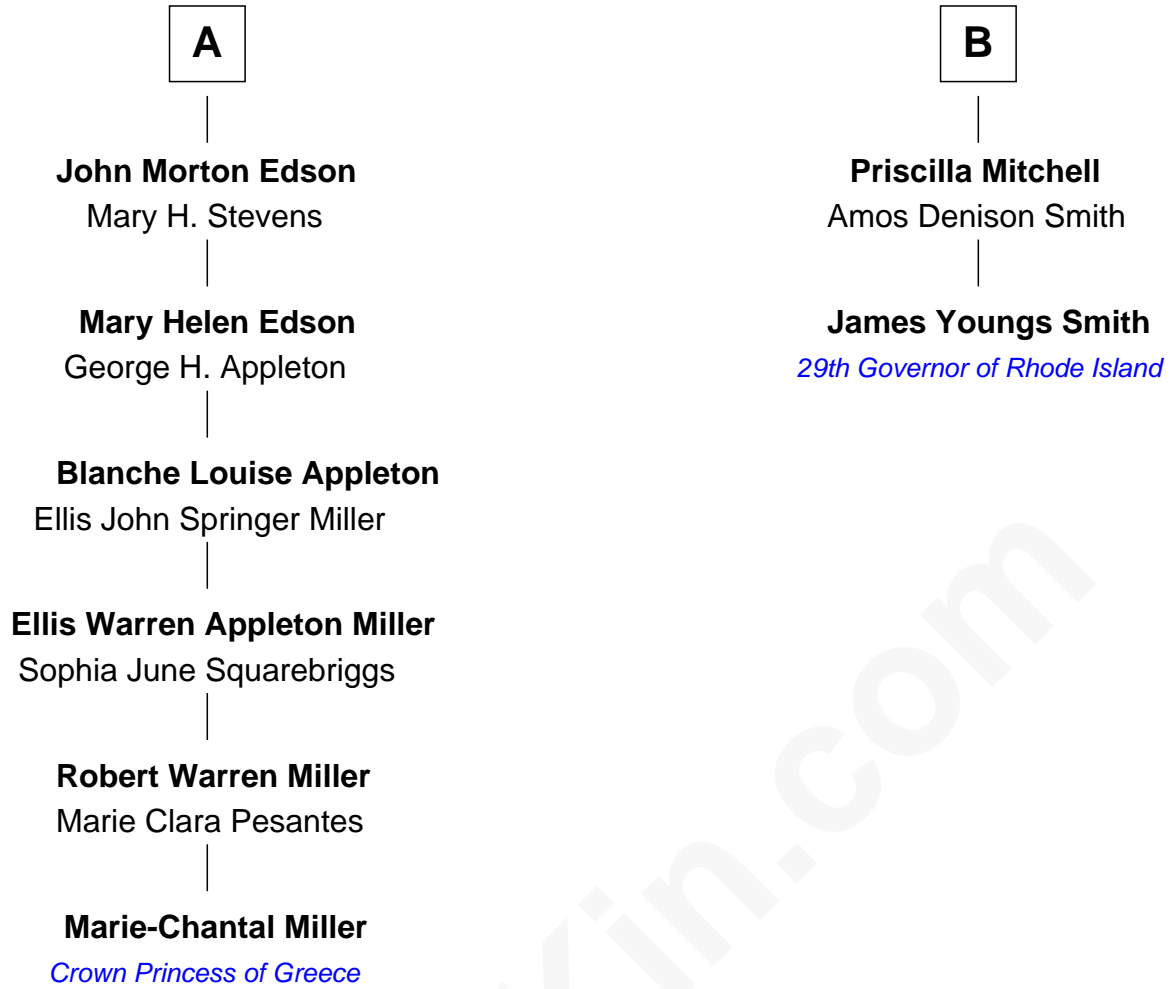 A
John Morton Edson
Mary H. Stevens
Mary Helen Edson
George H. Appleton
Blanche Louise Appleton
Ellis John Springer Miller
Ellis Warren Appleton Miller
Sophia June Squarebriggs
Robert Warren Miller
Marie Clara Pesantes
Marie-Chantal Miller
Crown Princess of Greece
B
Priscilla Mitchell
Amos Denison Smith
James Youngs Smith
29th Governor of Rhode Island
Kin.com